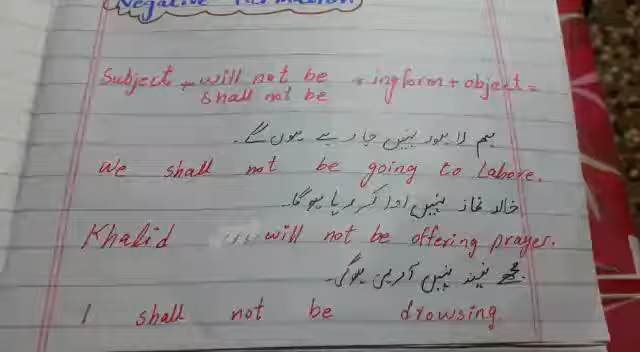 Negative Formation
Subject + will not be + ing form + object =
shall not be
ہم لاہور نہیں جا رہے ہوں گے۔
We shall not be going to Lahore.
خالد نماز نہیں ادا کر رہا ہوگا۔
Khalid will not be offering prayer.
مجھے نیند نہیں آ رہی ہوگی۔
I shall not be drowsing